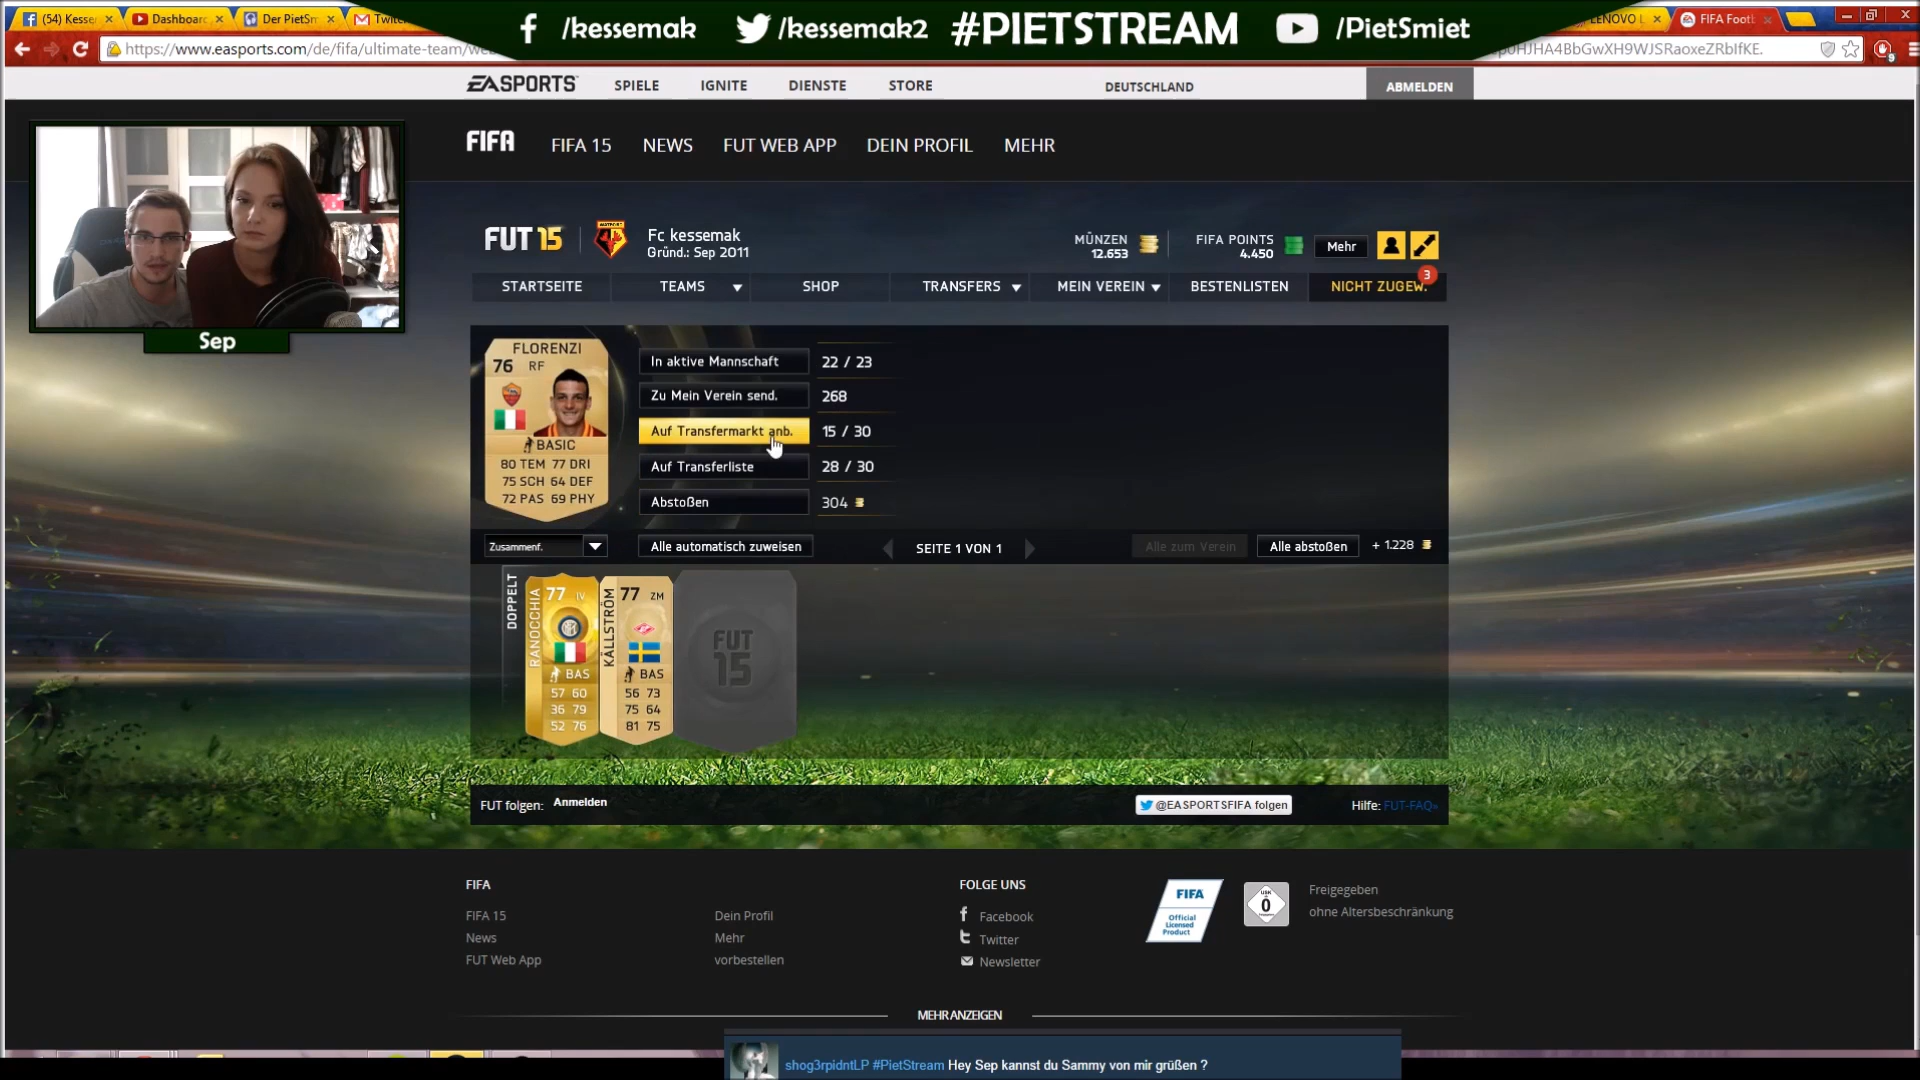 (54) Kesse
Dashboard
Der PietSm
Twitc
LENOVO L
FIFA Footb
/kessemak
/kessemak2
#PIETSTREAM
/PietSmiet
https://www.easports.com/de/fifa/ultimate-team/we
EA SPORTS
SPIELE
IGNITE
DIENSTE
STORE
DEUTSCHLAND
ABMELDEN
FIFA
FIFA 15
NEWS
FUT WEB APP
DEIN PROFIL
MEHR
Sep
FUT 15
Fc kessemak
Gründ.: Sep 2011
MÜNZEN
12.653
FIFA POINTS
4.450
Mehr
STARTSEITE
TEAMS
SHOP
TRANSFERS
MEIN VEREIN
BESTENLISTEN
NICHT ZUGEW.
3
FLORENZI
76 RF
BASIC
80 TEM 77 DRI
75 SCH 64 DEF
72 PAS 69 PHY
In aktive Mannschaft 22 / 23
Zu Mein Verein send. 268
Auf Transfermarkt anb. 15 / 30
Auf Transferliste 28 / 30
Abstoßen 304
Zusammenf.
Alle automatisch zuweisen
SEITE 1 VON 1
Alle zum Verein
Alle abstoßen
+ 1.228
DOPPELT
RANOCCHIA
77 IV
BAS
57 60
36 79
52 76
KÄLLSTRÖM
77 ZM
BAS
56 73
75 64
81 75
FUT
15
FUT folgen: Anmelden
@EASPORTSFIFA folgen
Hilfe: FUT-FAQ»
FIFA
FIFA 15
News
FUT Web App
Dein Profil
Mehr
vorbestellen
FOLGE UNS
Facebook
Twitter
Newsletter
FIFA
Official
Licensed
Product
USK
0
Freigegeben
ohne Altersbeschränkung
MEHR ANZEIGEN
shog3rpidntLP #PietStream Hey Sep kannst du Sammy von mir grüßen ?